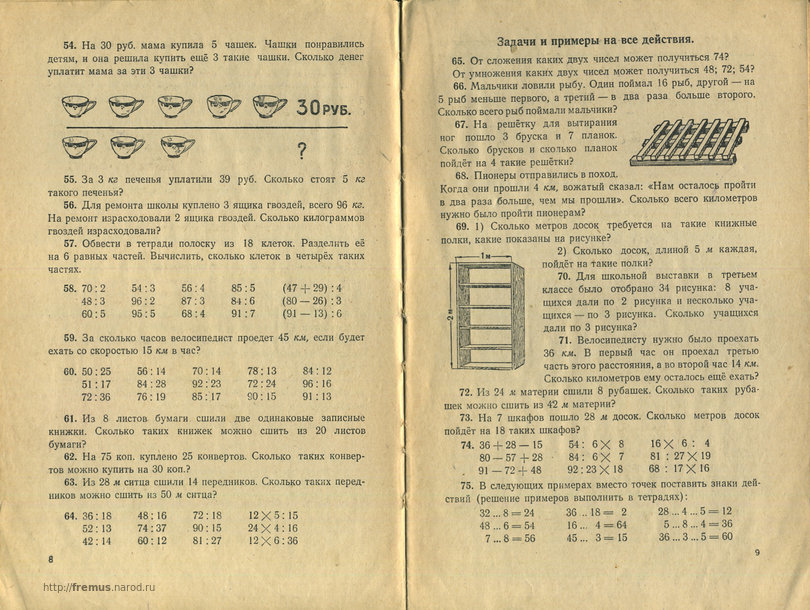 54. На 30 руб. мама купила 5 чашек. Чашки понравились
детям, и она решила купить ещё 3 такие чашки. Сколько денег
уплатит мама за эти 3 чашки?
30 РУБ.
?
55. За 3 кг печенья уплатили 39 руб. Сколько стоят 5 кг
такого печенья?
56. Для ремонта школы куплено 3 ящика гвоздей, всего 96 кг.
На ремонт израсходовали 2 ящика гвоздей. Сколько килограммов
гвоздей израсходовали?
57. Обвести в тетради полоску из 18 клеток. Разделить её
на 6 равных частей. Вычислить, сколько клеток в четырёх таких
частях.
58. 70 : 2 54 : 3 56 : 4 85 : 5 (47 + 29) : 4
48 : 3 96 : 2 87 : 3 84 : 6 (80 — 26) : 3
60 : 5 95 : 5 68 : 4 91 : 7 (91 — 13) : 6
59. За сколько часов велосипедист проедет 45 км, если будет
ехать со скоростью 15 км в час?
60. 50 : 25 56 : 14 70 : 14 78 : 13 84 : 12
51 : 17 84 : 28 92 : 23 72 : 24 96 : 16
72 : 36 76 : 19 85 : 17 90 : 15 91 : 13
61. Из 8 листов бумаги сшили две одинаковые записные
книжки. Сколько таких книжек можно сшить из 20 листов
бумаги?
62. На 75 коп. куплено 25 конвертов. Сколько таких конвер-
тов можно купить на 30 коп.?
63. Из 28 м ситца сшили 14 передников. Сколько таких перед-
ников можно сшить из 50 м ситца?
64. 36 : 18 48 : 16 72 : 18 12 × 5 : 15
52 : 13 74 : 37 90 : 15 24 × 4 : 16
42 : 14 60 : 12 81 : 27 12 × 6 : 36
8
http://fremus.narod.ru
Задачи и примеры на все действия.
65. От сложения каких двух чисел может получиться 74?
От умножения каких двух чисел может получиться 48; 72; 54?
66. Мальчики ловили рыбу. Один поймал 16 рыб, другой — на
5 рыб меньше первого, а третий — в два раза больше второго.
Сколько всего рыб поймали мальчики?
67. На решётку для вытирания
ног пошло 3 бруска и 7 планок.
Сколько брусков и сколько планок
пойдёт на 4 такие решётки?
68. Пионеры отправились в поход.
Когда они прошли 4 км, вожатый сказал: «Нам осталось пройти
в два раза больше, чем мы прошли». Сколько всего километров
нужно было пройти пионерам?
69. 1) Сколько метров досок требуется на такие книжные
полки, какие показаны на рисунке?
2) Сколько досок, длиной 5 м каждая,
пойдёт на такие полки?
1 м
2 м
70. Для школьной выставки в третьем
классе было отобрано 34 рисунка: 8 уча-
щихся дали по 2 рисунка и несколько уча-
щихся — по 3 рисунка. Сколько учащихся
дали по 3 рисунка?
71. Велосипедисту нужно было проехать
36 км. В первый час он проехал третью
часть этого расстояния, а во второй час 14 км.
Сколько километров ему осталось ещё ехать?
72. Из 24 м материи сшили 8 рубашек. Сколько таких руба-
шек можно сшить из 42 м материи?
73. На 7 шкафов пошло 28 м досок. Сколько метров досок
пойдёт на 18 таких шкафов?
74. 36 + 28 — 15 54 : 6 × 8 16 × 6 : 4
80 — 57 + 28 84 : 6 × 7 81 : 27 × 19
91 — 72 + 48 92 : 23 × 18 68 : 17 × 16
75. В следующих примерах вместо точек поставить знаки дей-
ствий (решение примеров выполнить в тетрадях):
32 ... 8 = 24 36 .. 18 = 2 28 ... 4 ... 5 = 12
48 ... 6 = 54 16 ... 4 = 64 5 ... 8 ... 4 = 36
7 ... 8 = 56 45 ... 3 = 15 36 ... 3 ... 5 = 60
9